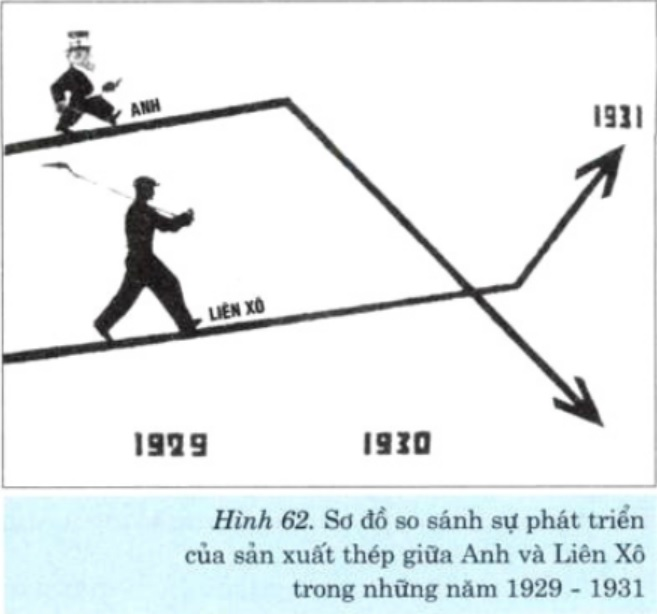 ANH
1931
LIÊN XÔ
1929 1930
Hình 62. Sơ đồ so sánh sự phát triển
của sản xuất thép giữa Anh và Liên Xô
trong những năm 1929 - 1931